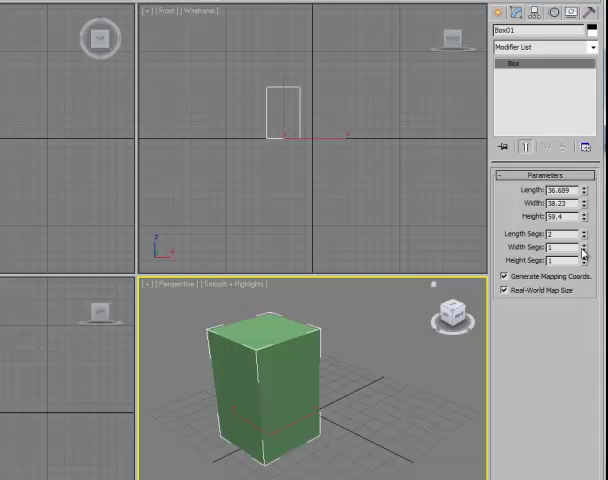 [ + ] [ Front ] [ Wireframe ]
Box01
Modifier List
Box
Parameters
Length: 36.689
Width: 38.23
Height: 59.4
Length Segs: 2
Width Segs: 1
Height Segs: 1
Generate Mapping Coords.
Real-World Map Size
[ + ] [ Perspective ] [ Smooth + Highlights ]